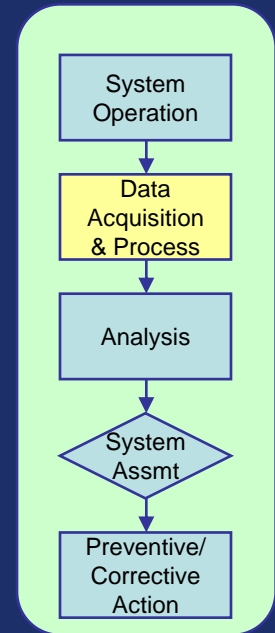 System
Operation
Data
Acquisition
& Process
Analysis
System
Assmt
Preventive/
Corrective
Action